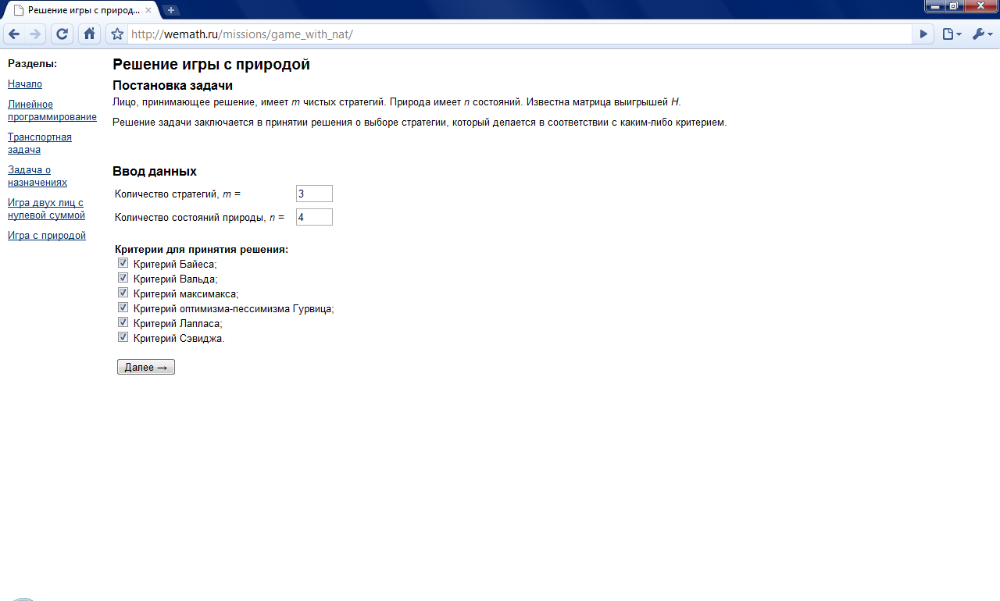 Решение игры с природ...
http://wemath.ru/missions/game_with_nat/
Разделы:
Начало
Линейное
программирование
Транспортная
задача
Задача о
назначениях
Игра двух лиц с
нулевой суммой
Игра с природой
Решение игры с природой
Постановка задачи
Лицо, принимающее решение, имеет m чистых стратегий. Природа имеет n состояний. Известна матрица выигрышей H.
Решение задачи заключается в принятии решения о выборе стратегии, который делается в соответствии с каким-либо критерием.
Ввод данных
Количество стратегий, m = 3
Количество состояний природы, n = 4
Критерии для принятия решения:
Критерий Байеса;
Критерий Вальда;
Критерий максимакса;
Критерий оптимизма-пессимизма Гурвица;
Критерий Лапласа;
Критерий Сэвиджа.
Далее →